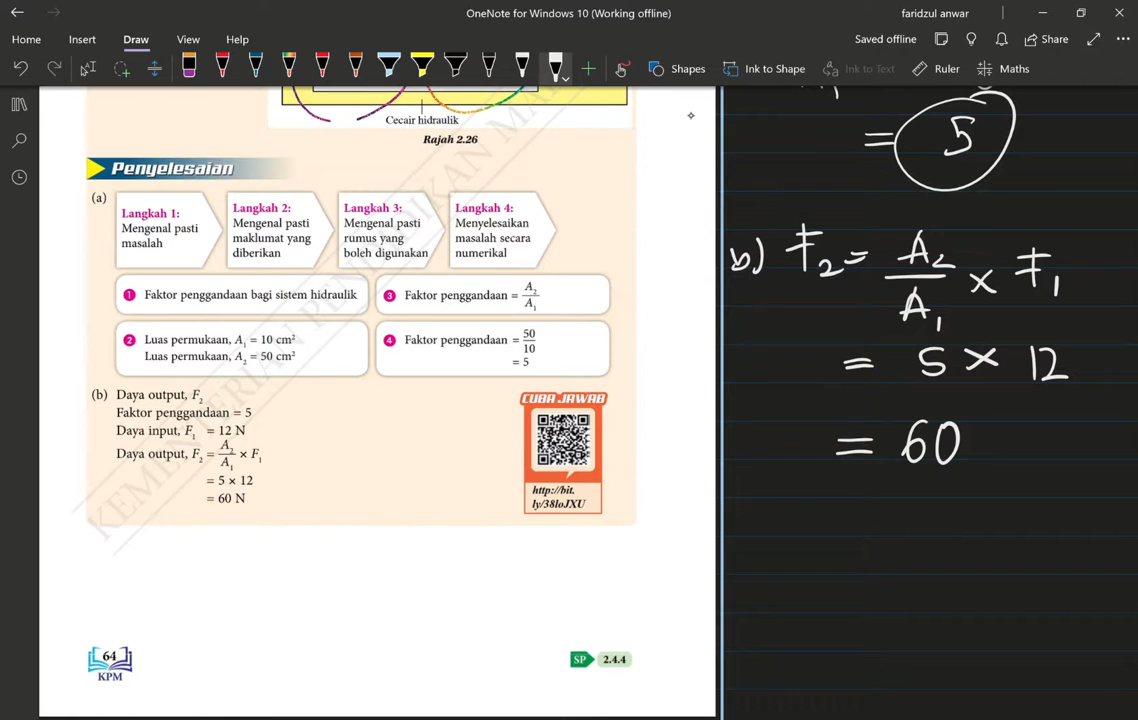 OneNote for Windows 10 (Working offline)
faridzul anwar
Home
Insert
Draw
View
Help
Saved offline
Share
Shapes
Ink to Shape
Ink to Text
Ruler
Maths
Cecair hidraulik
Rajah 2.26
Penyelesaian
(a)
Langkah 1:
Mengenal pasti
masalah
Langkah 2:
Mengenal pasti
maklumat yang
diberikan
Langkah 3:
Mengenal pasti
rumus yang
boleh digunakan
Langkah 4:
Menyelesaikan
masalah secara
numerikal
1 Faktor penggandaan bagi sistem hidraulik
3 Faktor penggandaan = A₂/A₁
2 Luas permukaan, A₁ = 10 cm²
Luas permukaan, A₂ = 50 cm²
4 Faktor penggandaan = 50/10
= 5
(b) Daya output, F₂
Faktor penggandaan = 5
Daya input, F₁ = 12 N
Daya output, F₂ = A₂/A₁ × F₁
= 5 × 12
= 60 N
CUBA JAWAB
http://bit.
ly/38loJXU
KEMENTERIAN PENDIDIKAN MA
64
KPM
SP 2.4.4
= 5
b) F₂ = A₂/A₁ × F₁
= 5 × 12
= 60